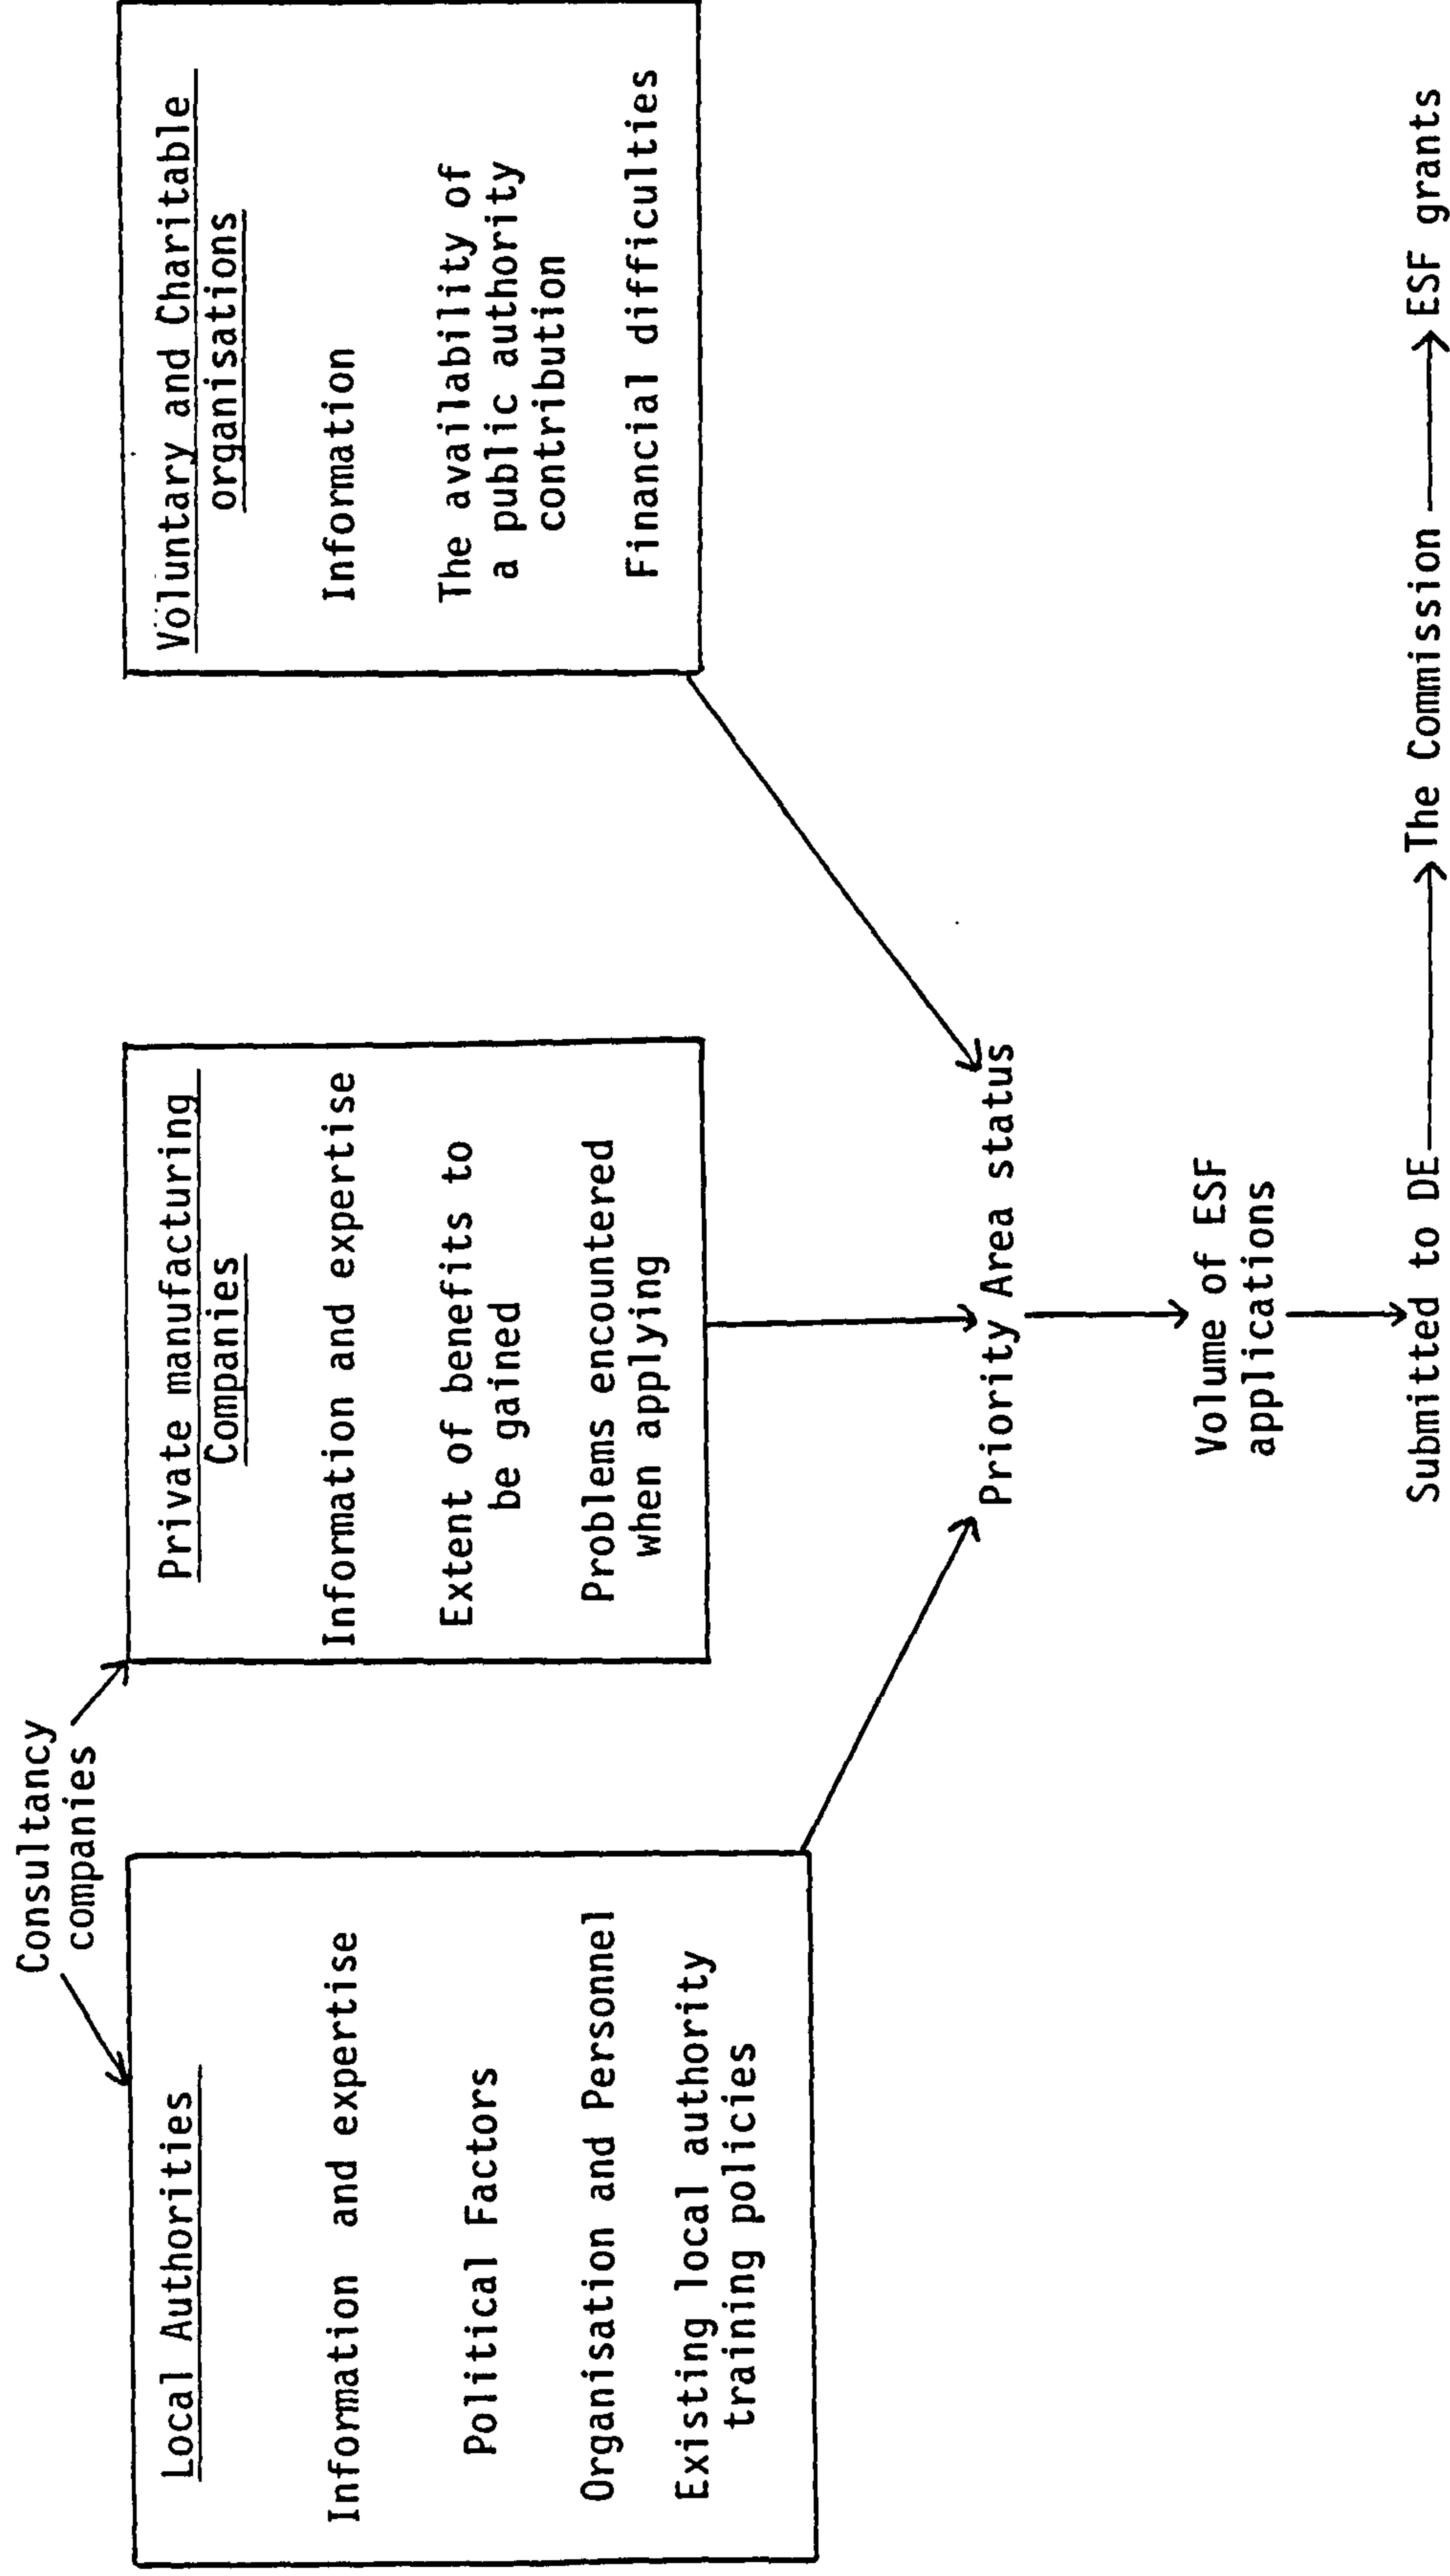 Consultancy
companies
Local Authorities
Information and expertise
Political Factors
Organisation and Personnel
Existing local authority
training policies
Private manufacturing
Companies
Information and expertise
Extent of benefits to
be gained
Problems encountered
when applying
Voluntary and Charitable
organisations
Information
The availability of
a public authority
contribution
Financial difficulties
Priority Area status
Volume of ESF
applications
Submitted to DE
The Commission
ESF grants